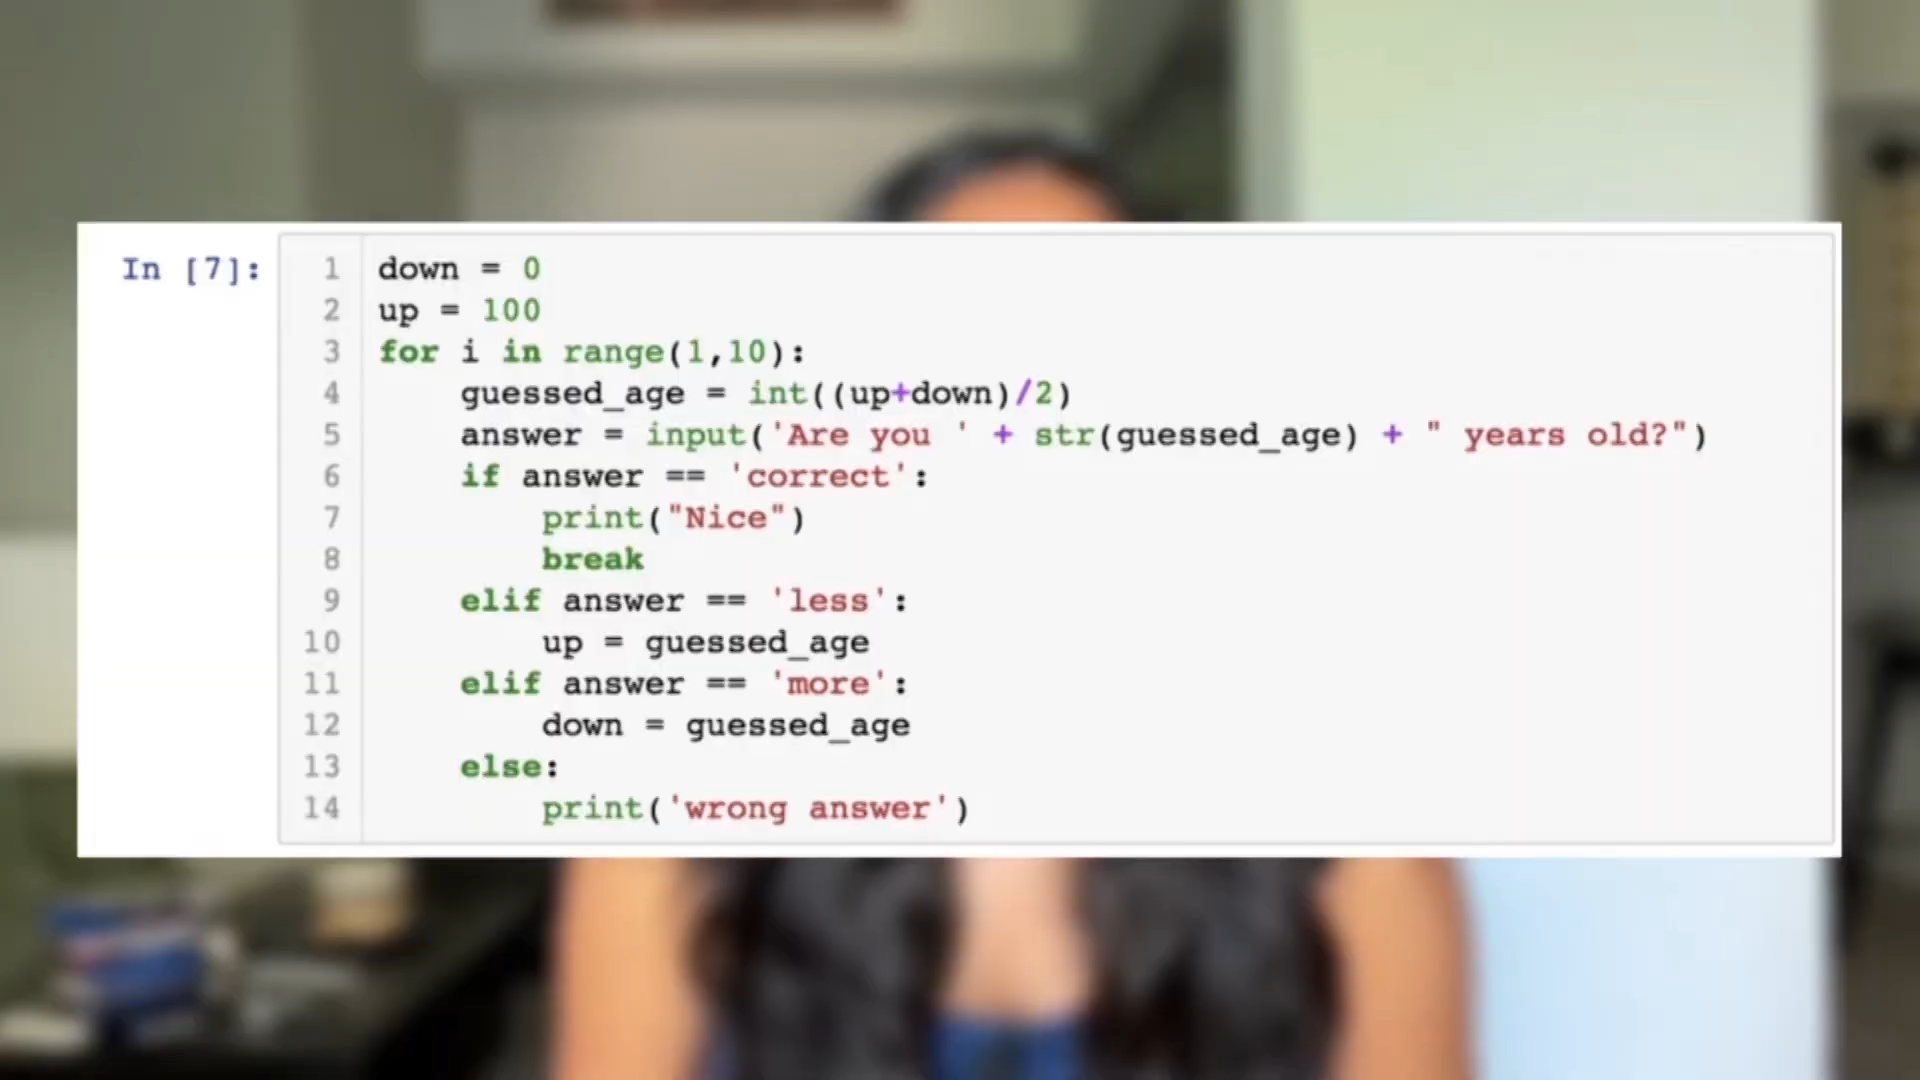 In [7]:
1 down = 0
2 up = 100
3 for i in range(1,10):
4     guessed_age = int((up+down)/2)
5     answer = input('Are you ' + str(guessed_age) + " years old?")
6     if answer == 'correct':
7         print("Nice")
8         break
9     elif answer == 'less':
10         up = guessed_age
11     elif answer == 'more':
12         down = guessed_age
13     else:
14         print('wrong answer')